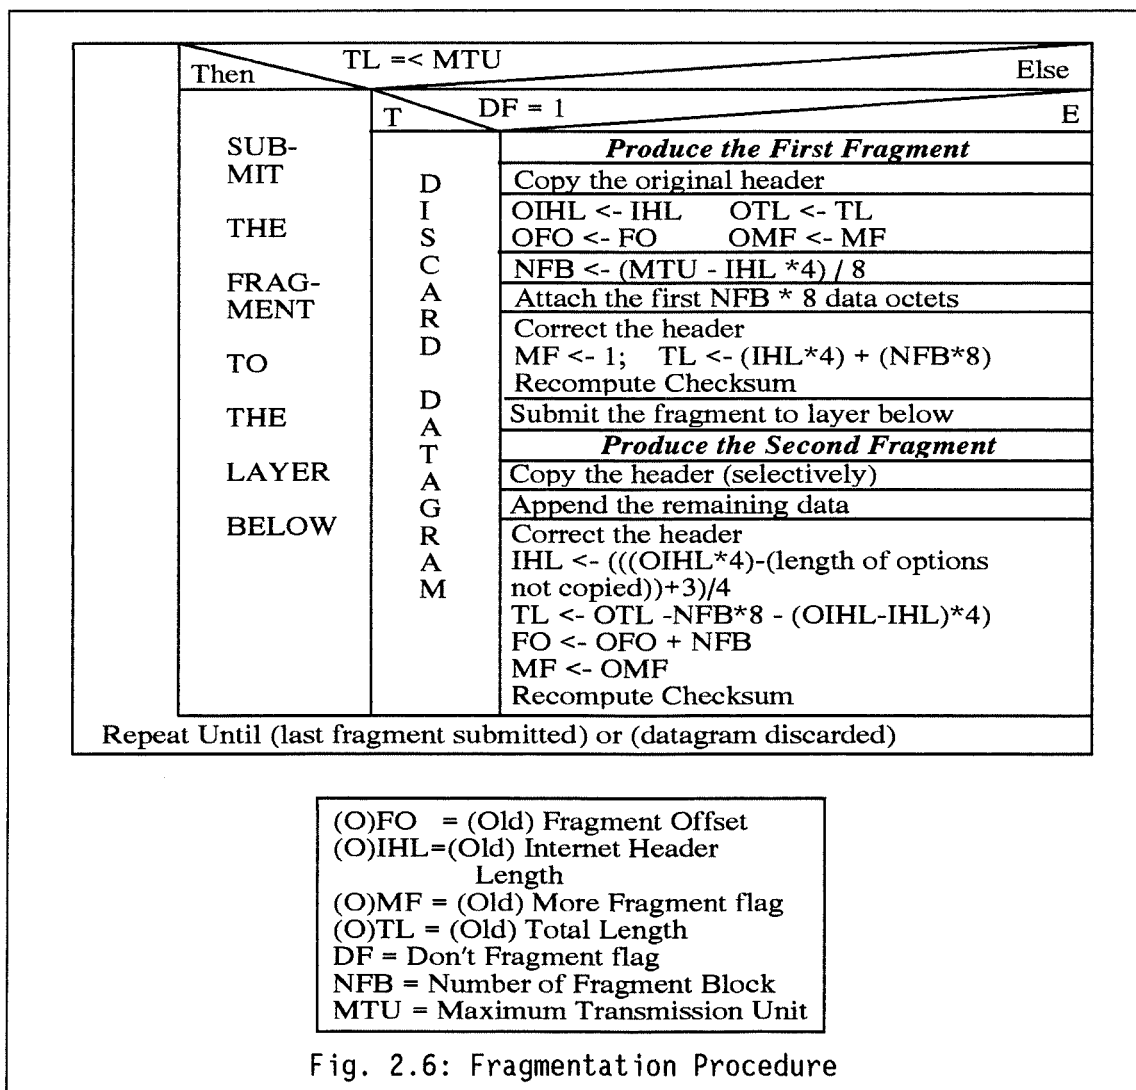 TL =< MTU
Then
Else
DF = 1
T
E
SUB-
MIT
THE
FRAG-
MENT
TO
THE
LAYER
BELOW
D
I
S
C
A
R
D
D
A
T
A
G
R
A
M
Produce the First Fragment
Copy the original header
OIHL <- IHL OTL <- TL
OFO <- FO OMF <- MF
NFB <- (MTU - IHL *4) / 8
Attach the first NFB * 8 data octets
Correct the header
MF <- 1; TL <- (IHL*4) + (NFB*8)
Recompute Checksum
Submit the fragment to layer below
Produce the Second Fragment
Copy the header (selectively)
Append the remaining data
Correct the header
IHL <- (((OIHL*4)-(length of options
not copied))+3)/4
TL <- OTL -NFB*8 - (OIHL-IHL)*4)
FO <- OFO + NFB
MF <- OMF
Recompute Checksum
Repeat Until (last fragment submitted) or (datagram discarded)
(O)FO = (Old) Fragment Offset
(O)IHL=(Old) Internet Header
Length
(O)MF = (Old) More Fragment flag
(O)TL = (Old) Total Length
DF = Don't Fragment flag
NFB = Number of Fragment Block
MTU = Maximum Transmission Unit
Fig. 2.6: Fragmentation Procedure